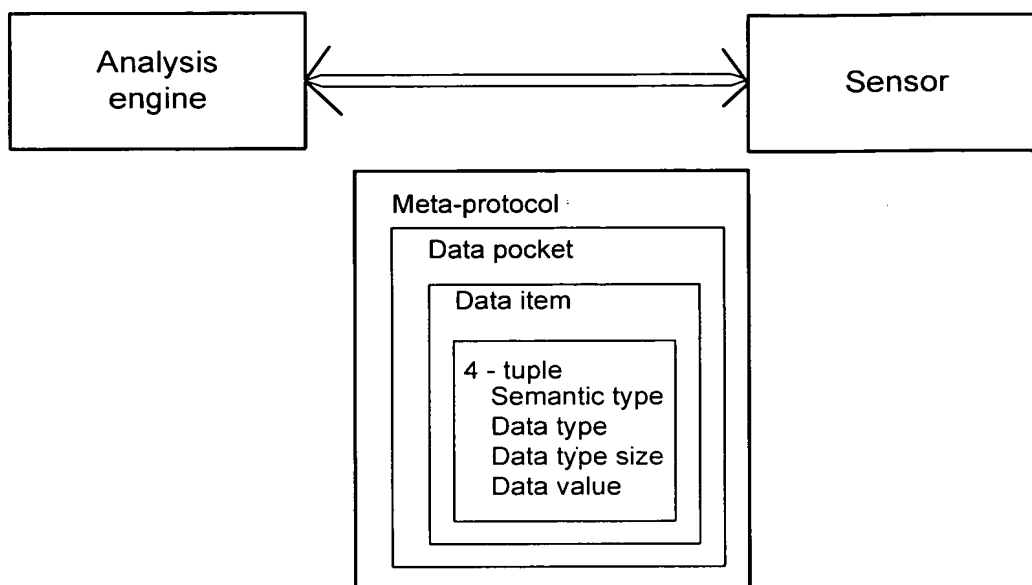 Analysis
engine
Sensor
Meta-protocol
Data pocket
Data item
4 - tuple
Semantic type
Data type
Data type size
Data value